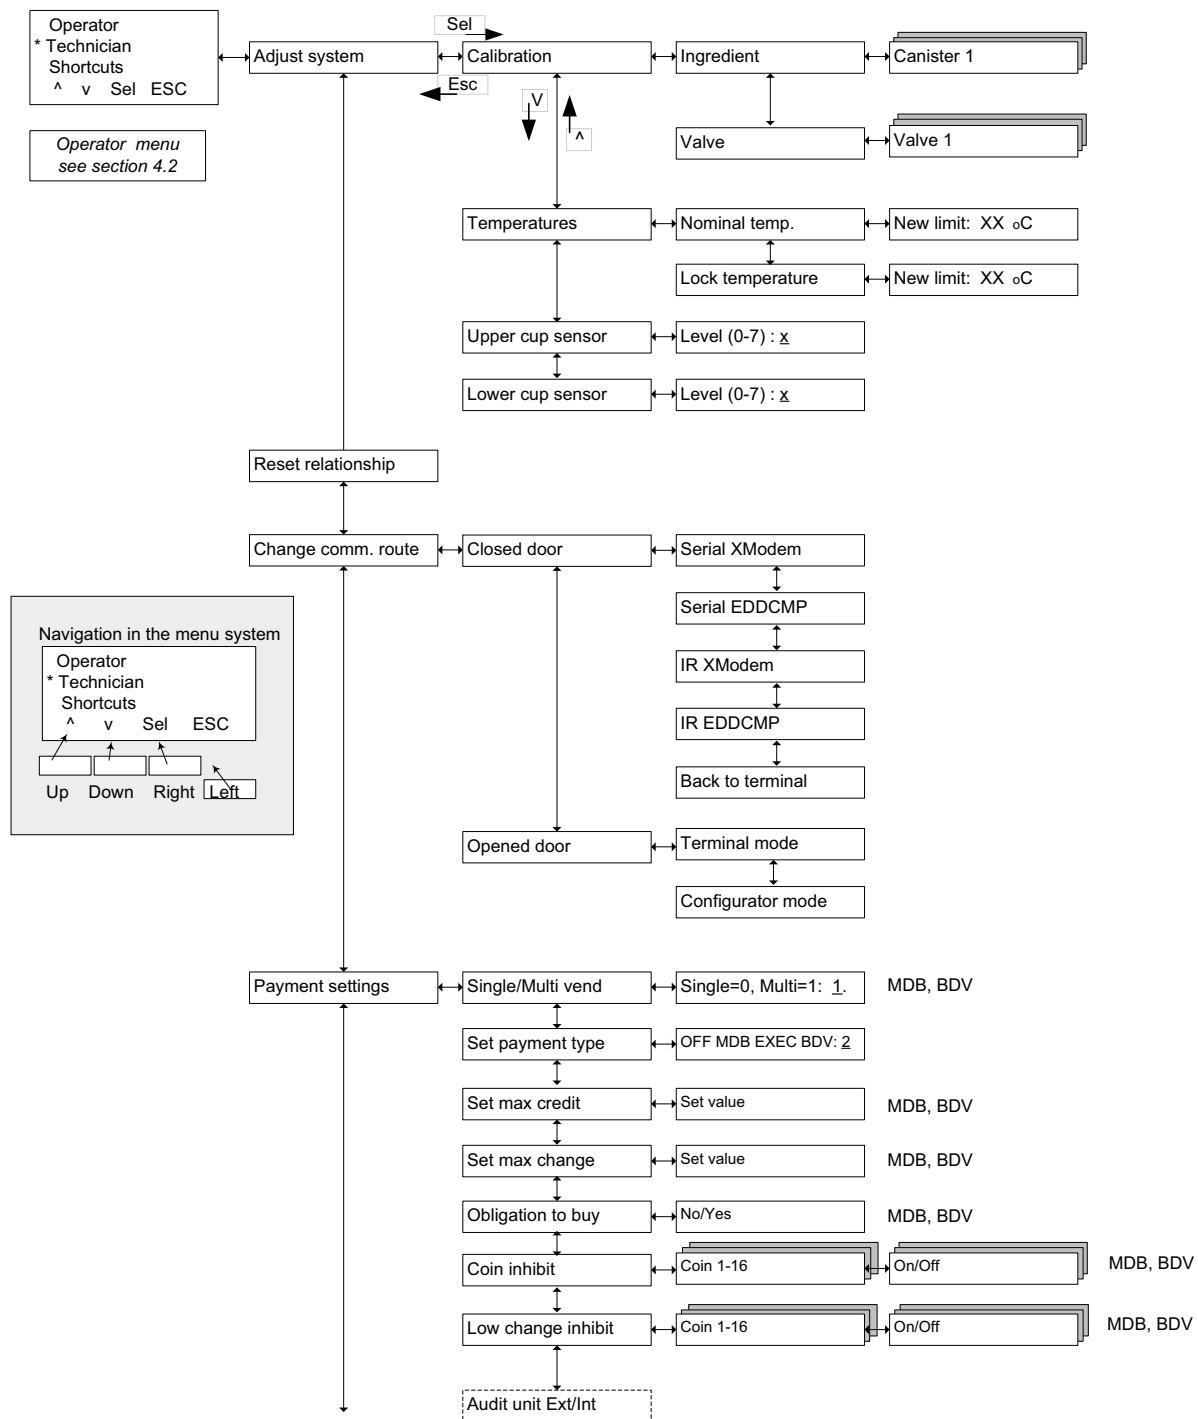 Operator
* Technician
Shortcuts
^ v Sel ESC
Adjust system
Sel
Esc
Calibration
Ingredient
Canister 1
V
^
Valve
Valve 1
Operator menu
see section 4.2
Temperatures
Nominal temp.
New limit: XX oC
Lock temperature
New limit: XX oC
Upper cup sensor
Level (0-7) : x
Lower cup sensor
Level (0-7) : x
Reset relationship
Change comm. route
Closed door
Serial XModem
Serial EDDCMP
IR XModem
IR EDDCMP
Back to terminal
Navigation in the menu system
Operator
* Technician
Shortcuts
^ v Sel ESC
Up Down Right Left
Opened door
Terminal mode
Configurator mode
Payment settings
Single/Multi vend
Single=0, Multi=1: 1.
MDB, BDV
Set payment type
OFF MDB EXEC BDV: 2
Set max credit
Set value
MDB, BDV
Set max change
Set value
MDB, BDV
Obligation to buy
No/Yes
MDB, BDV
Coin inhibit
Coin 1-16
On/Off
MDB, BDV
Low change inhibit
Coin 1-16
On/Off
MDB, BDV
Audit unit Ext/Int